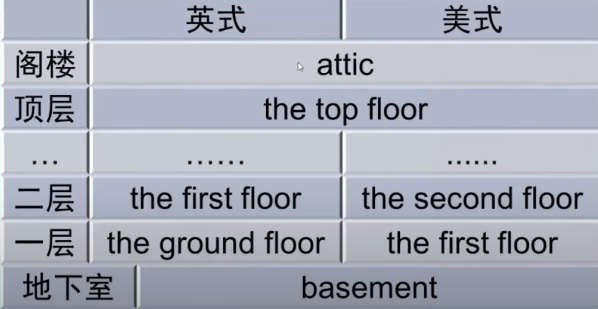 英式 美式
阁楼 attic
顶层 the top floor
… …… ......
二层 the first floor the second floor
一层 the ground floor the first floor
地下室 basement